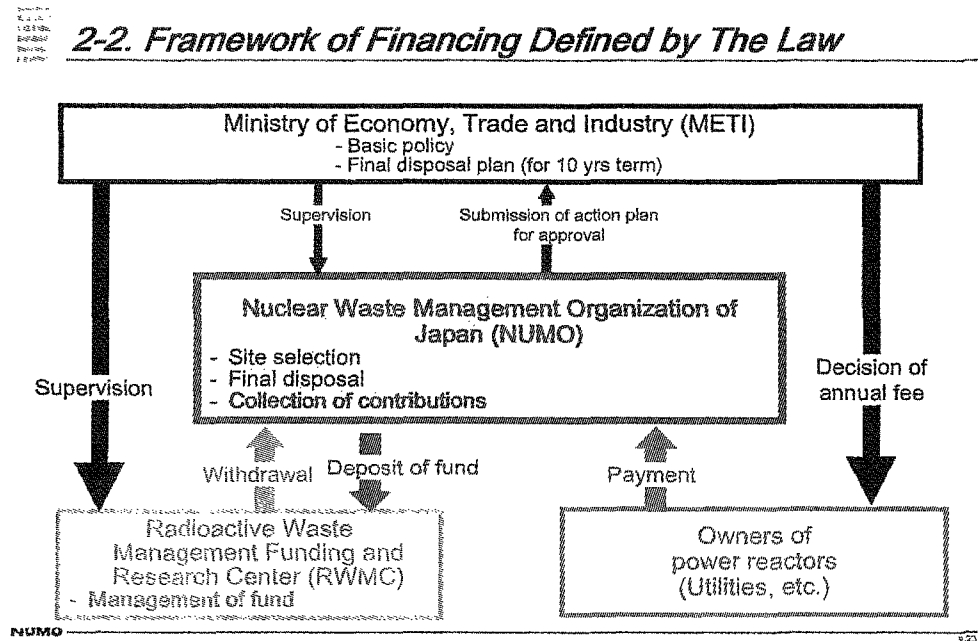 2-2. Framework of Financing Defined by The Law
Ministry of Economy, Trade and Industry (METI)
- Basic policy
- Final disposal plan (for 10 yrs term)
Supervision
Submission of action plan
for approval
Nuclear Waste Management Organization of
Japan (NUMO)
- Site selection
- Final disposal
- Collection of contributions
Supervision
Decision of
annual fee
Withdrawal
Deposit of fund
Payment
Radioactive Waste
Management Funding and
Research Center (RWMC)
- Management of fund
Owners of
power reactors
(Utilities, etc.)
NUMO